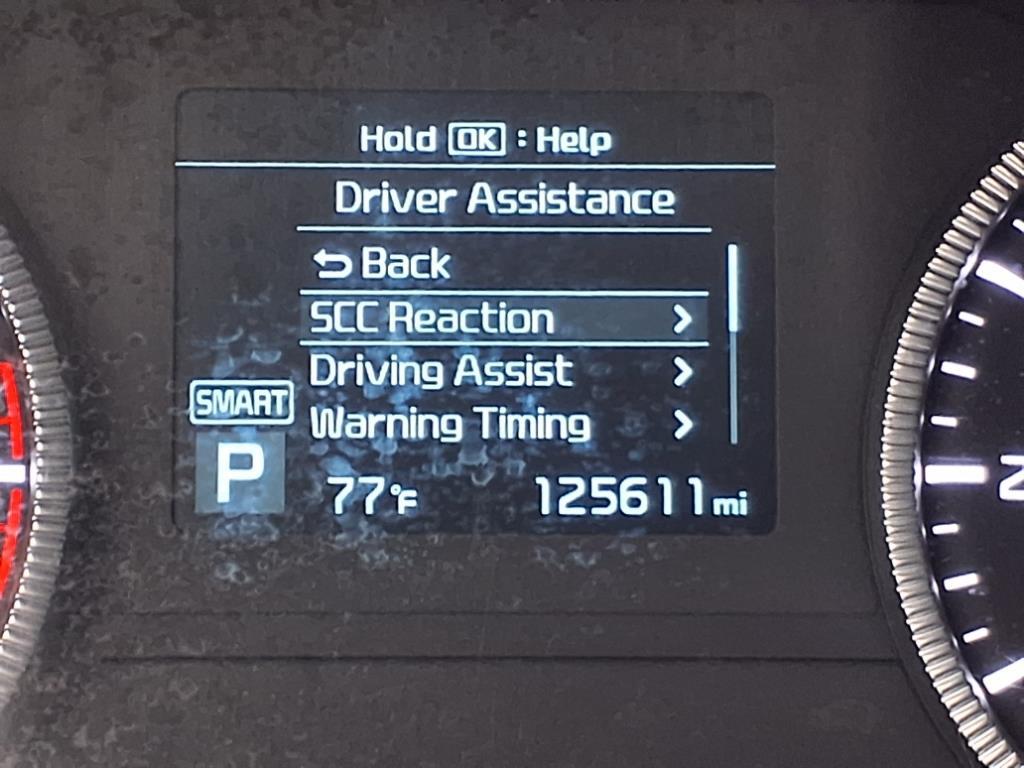 Hold OK : Help
Driver Assistance
Back
SCC Reaction
Driving Assist
Warning Timing
SMART
P
77°F 125611 mi